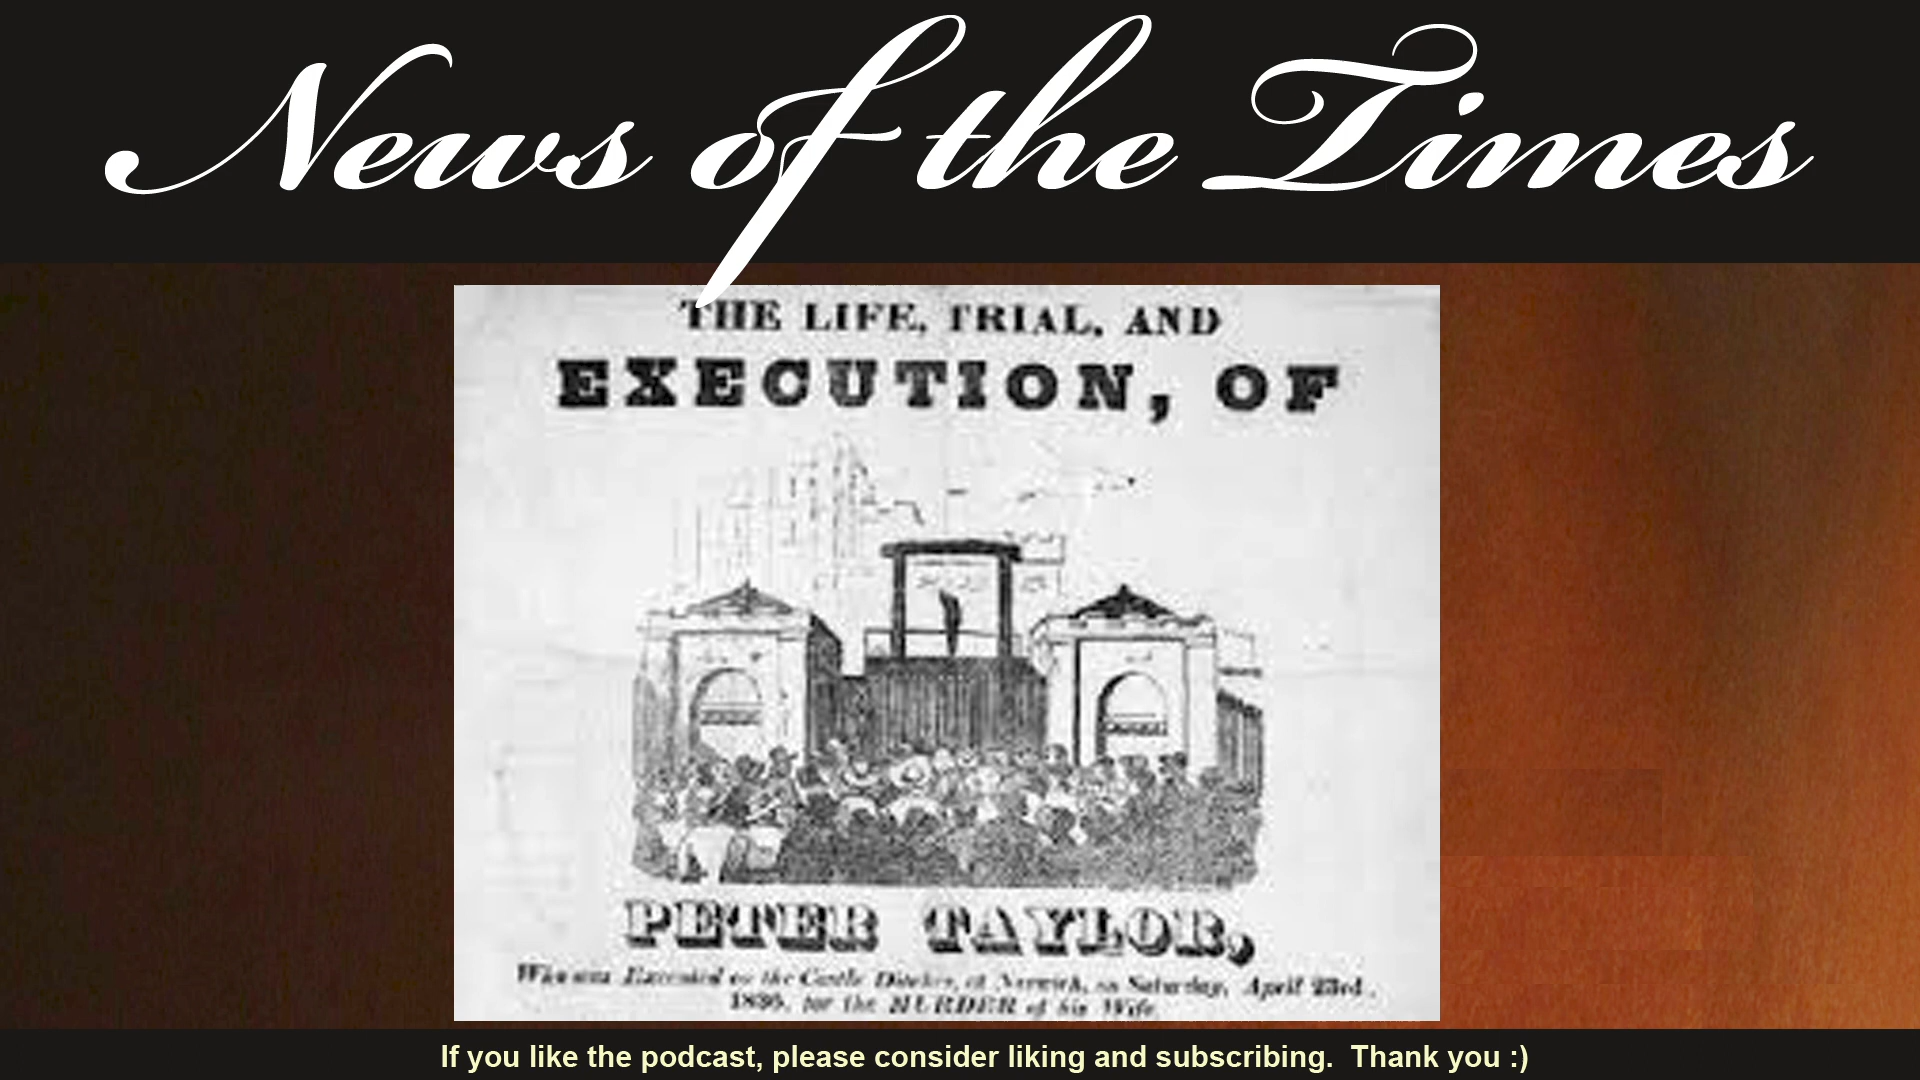 News of the Times
THE LIFE, TRIAL, AND
EXECUTION, OF
PETER TAYLOR,
Who was Executed on the Castle Ditches, at Norwich, on Saturday, April 23rd,
1836, for the MURDER of his Wife.
If you like the podcast, please consider liking and subscribing. Thank you :)